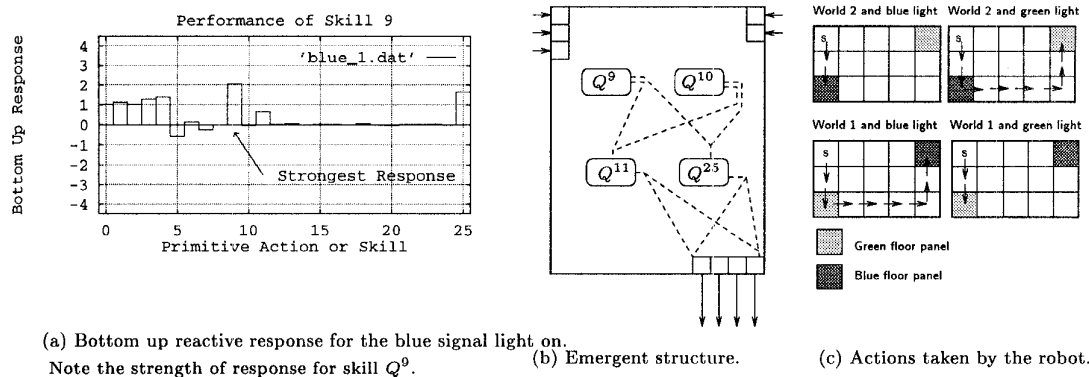 Performance of Skill 9
Bottom Up Response
4
3
2
1
0
-1
-2
-3
-4
'blue_1.dat'
Strongest Response
0 5 10 15 20 25
Primitive Action or Skill
(a) Bottom up reactive response for the blue signal light on.
Note the strength of response for skill Q^9.
Q^9 Q^10
Q^11 Q^25
(b) Emergent structure.
World 2 and blue light World 2 and green light
s s
World 1 and blue light World 1 and green light
s s
Green floor panel
Blue floor panel
(c) Actions taken by the robot.